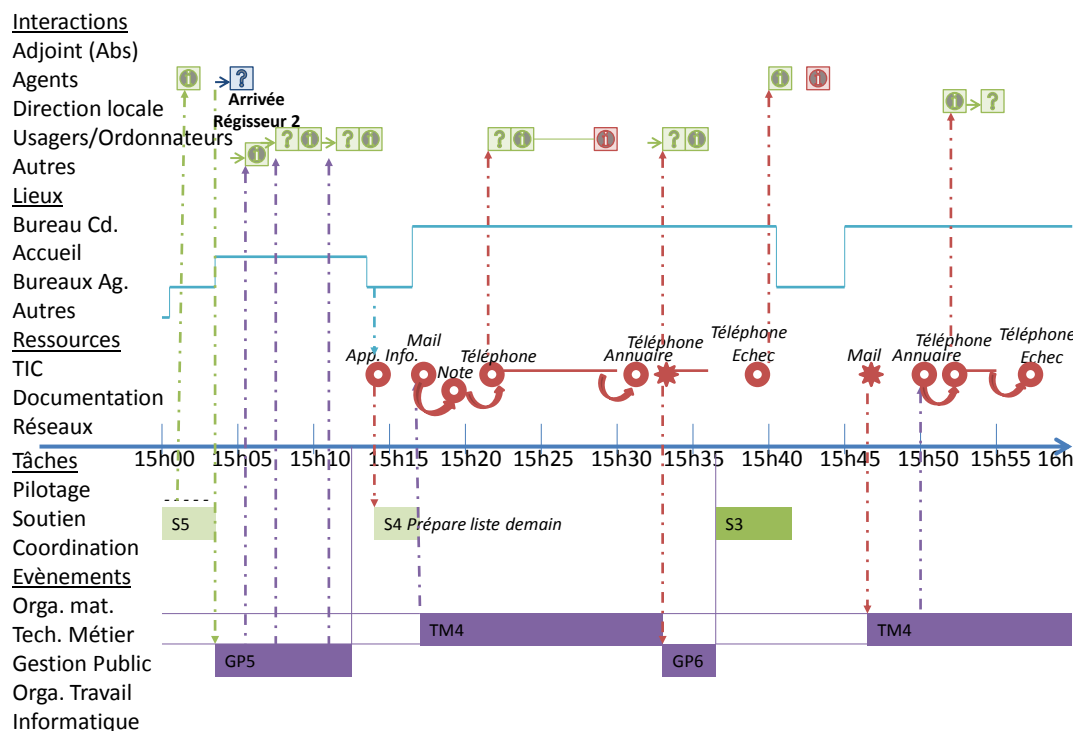 Interactions
Adjoint (Abs)
Agents
Direction locale
Arrivée
Régisseur 2
Usagers/Ordonnateurs
Autres
Lieux
Bureau Cd.
Accueil
Bureaux Ag.
Autres
Ressources
TIC
Documentation
Réseaux
App. Info.
Mail
Note
Téléphone
Annuaire
Téléphone
Téléphone
Echec
Mail
Annuaire
Téléphone
Téléphone
Echec
15h00 15h05 15h10 15h15 15h20 15h25 15h30 15h35 15h40 15h45 15h50 15h55 16h
Tâches
Pilotage
Soutien
S5 S4 Prépare liste demain S3
Coordination
Evènements
Orga. mat.
Tech. Métier
TM4 TM4
Gestion Public
GP5 GP6
Orga. Travail
Informatique